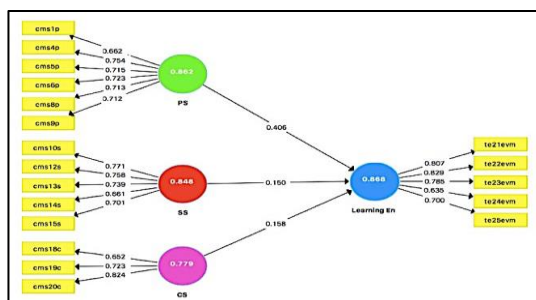 cms1p
cms4p
cms5p
cms6p
cms8p
cms9p
0.662
0.754
0.715
0.723
0.713
0.712
0.862
PS
0.406
cms10s
cms12s
cms13s
cms14s
cms15s
0.771
0.758
0.739
0.661
0.701
0.848
SS
0.150
cms18c
cms19c
cms20c
0.652
0.723
0.824
0.779
CS
0.158
0.868
Learning En
0.807
0.829
0.785
0.635
0.700
te21evm
te22evm
te23evm
te24evm
te25evm